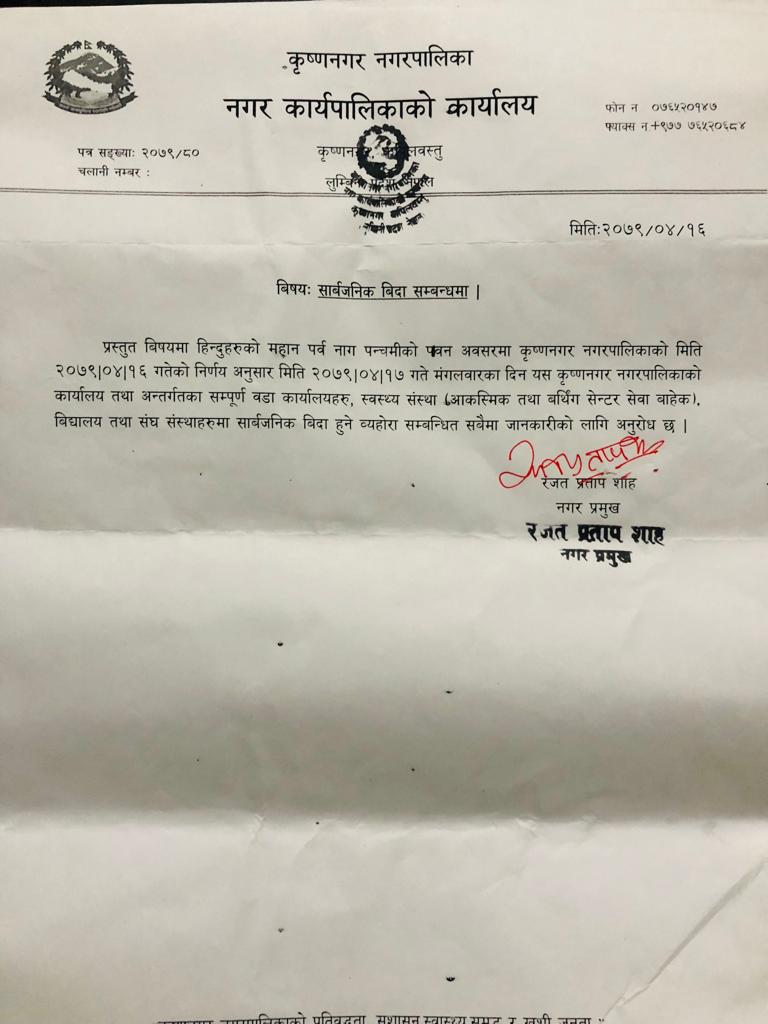 कृष्णनगर नगरपालिका
नगर कार्यपालिकाको कार्यालय
फोन न ०७६५२०१४७
फ्याक्स न +९७७ ७६५२०६८४
पत्र सङ्ख्याः २०७९/८०
चलानी नम्बर :
मितिः२०७९/०४/१६
बिषयः सार्बजनिक बिदा सम्बन्धमा |
प्रस्तुत बिषयमा हिन्दुहरुको महान पर्व नाग पन्चमीको पवन अवसरमा कृष्णनगर नगरपालिकाको मिति
२०७९|०४|१६ गतेको निर्णय अनुसार मिति २०७९|०४|१७ गते मंगलवारका दिन यस कृष्णनगर नगरपालिकाको
कार्यालय तथा अन्तर्गतका सम्पूर्ण वडा कार्यालयहरु, स्वस्थ्य संस्था (आकस्मिक तथा बर्थिंग सेन्टर सेवा बाहेक),
बिद्यालय तथा संघ संस्थाहरुमा सार्बजनिक बिदा हुने व्यहोरा सम्बन्धित सबैमा जानकारीको लागि अनुरोध छ |
रजत प्रताप शाह
नगर प्रमुख
रजत प्रताप शाह
नगर प्रमुख